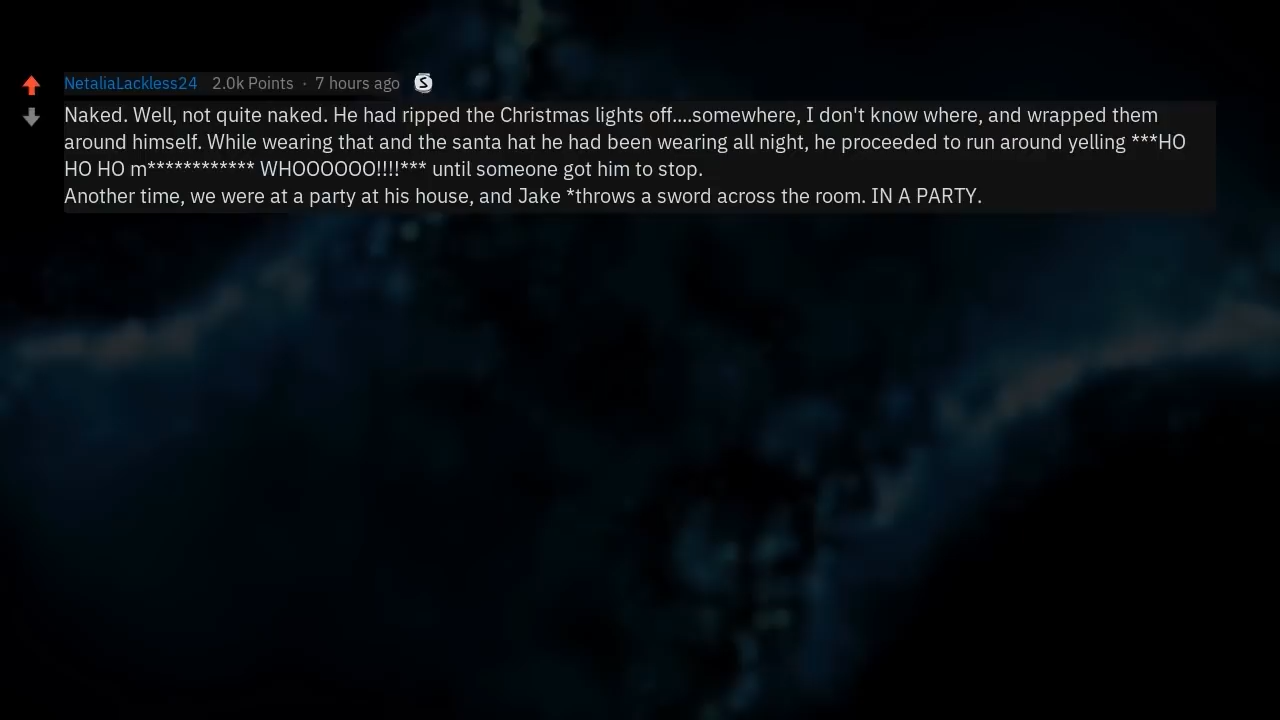 NetaliaLackless24 2.0k Points · 7 hours ago
Naked. Well, not quite naked. He had ripped the Christmas lights off....somewhere, I don't know where, and wrapped them
around himself. While wearing that and the santa hat he had been wearing all night, he proceeded to run around yelling ***HO
HO HO m************ WHOOOOOO!!!!*** until someone got him to stop.
Another time, we were at a party at his house, and Jake *throws a sword across the room. IN A PARTY.